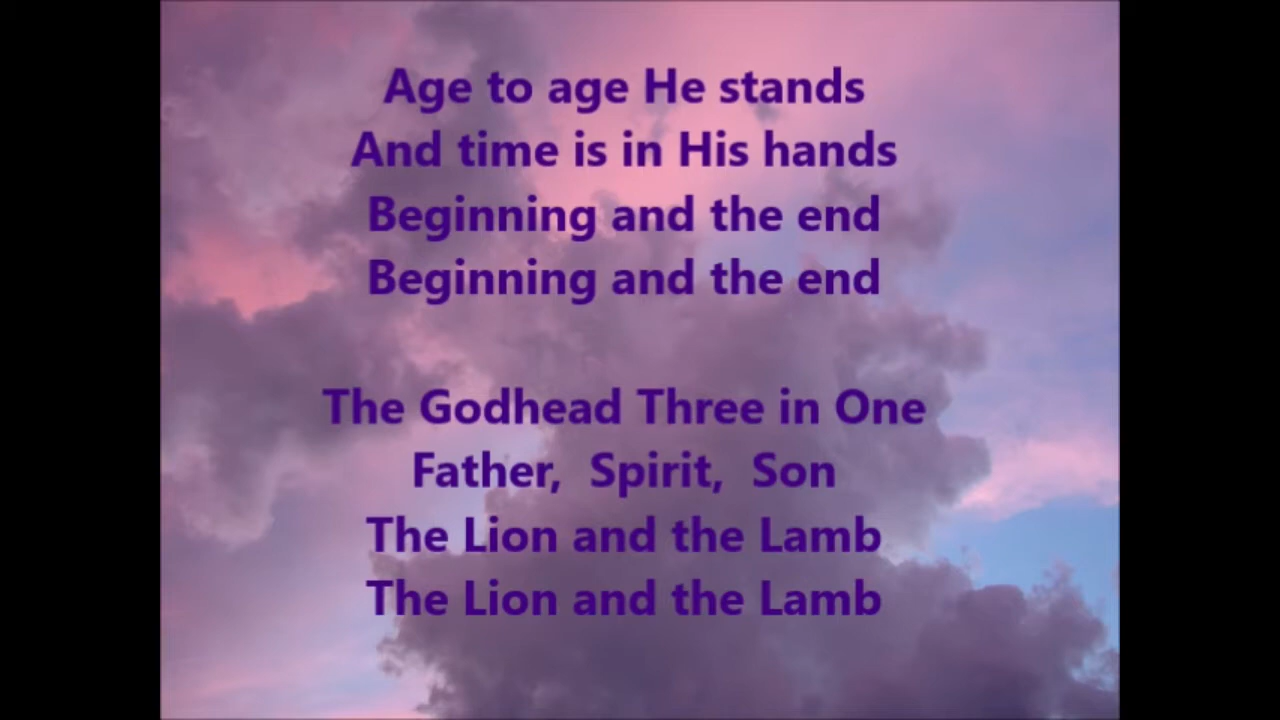 Age to age He stands
And time is in His hands
Beginning and the end
Beginning and the end
The Godhead Three in One
Father, Spirit, Son
The Lion and the Lamb
The Lion and the Lamb